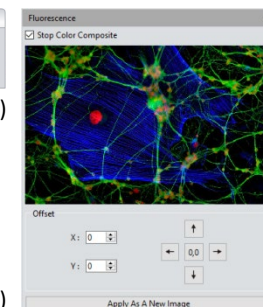 Fluorescence
Stop Color Composite
)
Offset
X: 0
↑
← 0,0 →
Y: 0
↓
)
Apply As A New Image